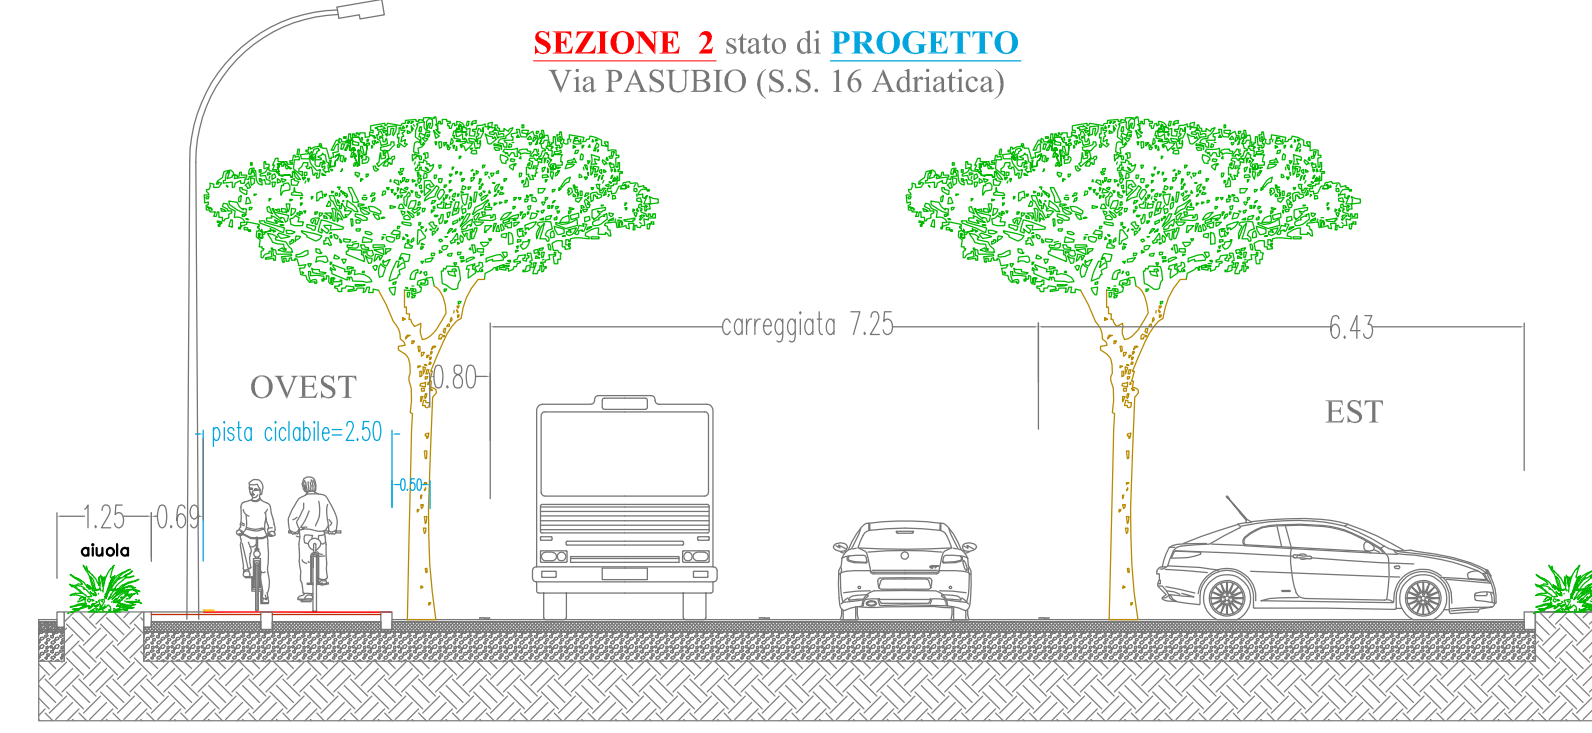 SEZIONE 2 stato di PROGETTO
Via PASUBIO (S.S. 16 Adriatica)
carreggiata 7.25
6.43
0.80
OVEST
EST
pista ciclabile=2.50
0.50
1.25
0.69
aiuola